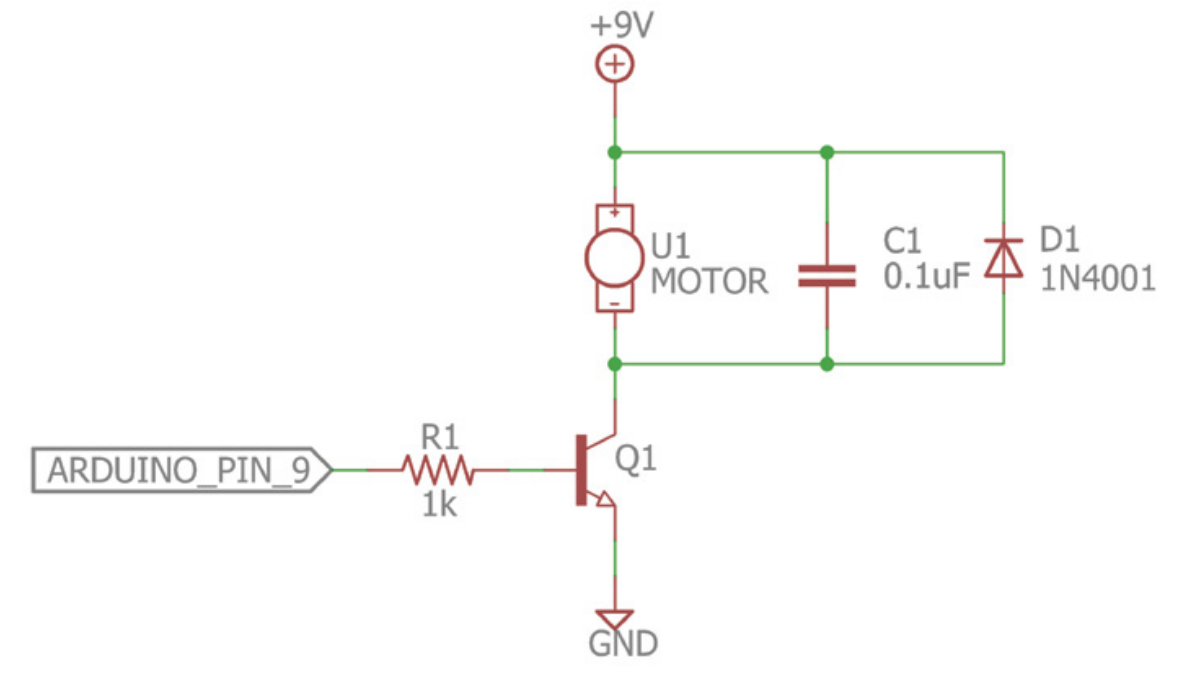 +9V
+
U1
MOTOR
-
C1
0.1uF
D1
1N4001
R1
1k
ARDUINO_PIN_9
Q1
GND